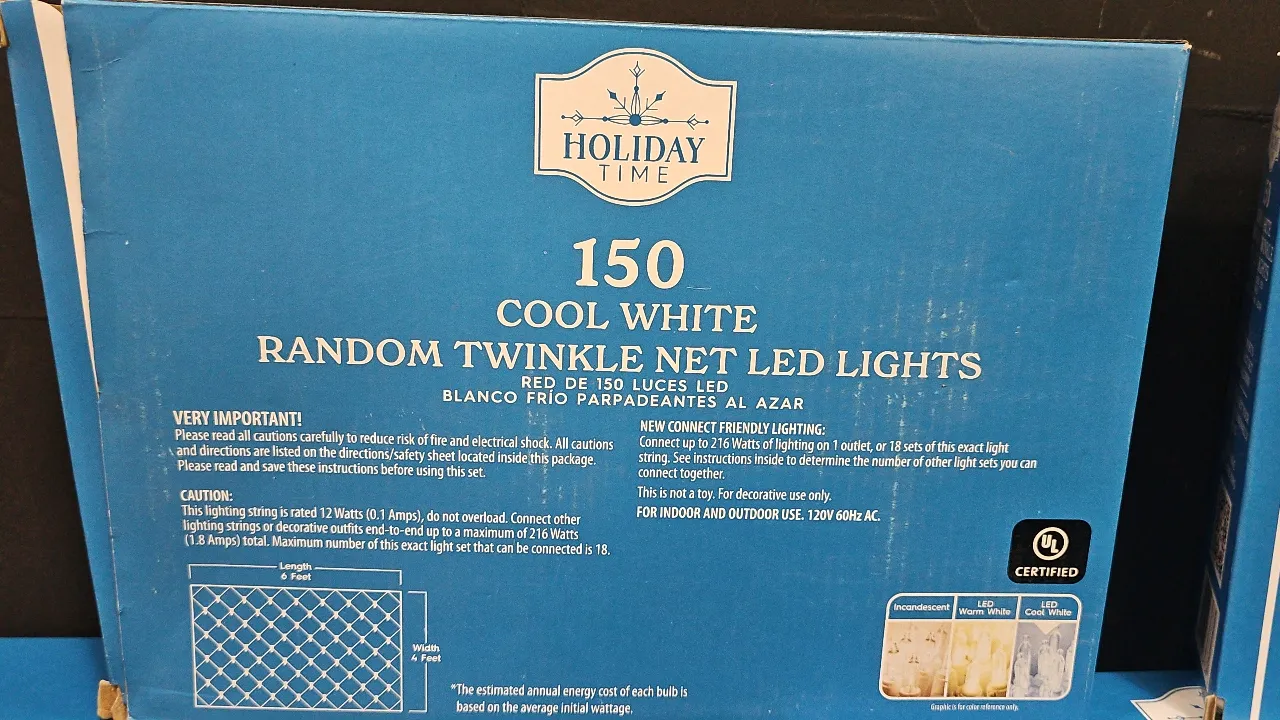 HOLIDAY
TIME
150
COOL WHITE
RANDOM TWINKLE NET LED LIGHTS
RED DE 150 LUCES LED
BLANCO FRÍO PARPADEANTES AL AZAR
VERY IMPORTANT!
Please read all cautions carefully to reduce risk of fire and electrical shock. All cautions
and directions are listed on the directions/safety sheet located inside this package.
Please read and save these instructions before using this set.
CAUTION:
This lighting string is rated 12 Watts (0.1 Amps), do not overload. Connect other
lighting strings or decorative outfits end-to-end up to a maximum of 216 Watts
(1.8 Amps) total. Maximum number of this exact light set that can be connected is 18.
NEW CONNECT FRIENDLY LIGHTING:
Connect up to 216 Watts of lighting on 1 outlet, or 18 sets of this exact light
string. See instructions inside to determine the number of other light sets you can
connect together.
This is not a toy. For decorative use only.
FOR INDOOR AND OUTDOOR USE. 120V 60Hz AC.
Length
6 Feet
Width
4 Feet
*The estimated annual energy cost of each bulb is
based on the average initial wattage.
UL
CERTIFIED
Incandescent
LED
Warm White
LED
Cool White
Graphic is for color reference only.